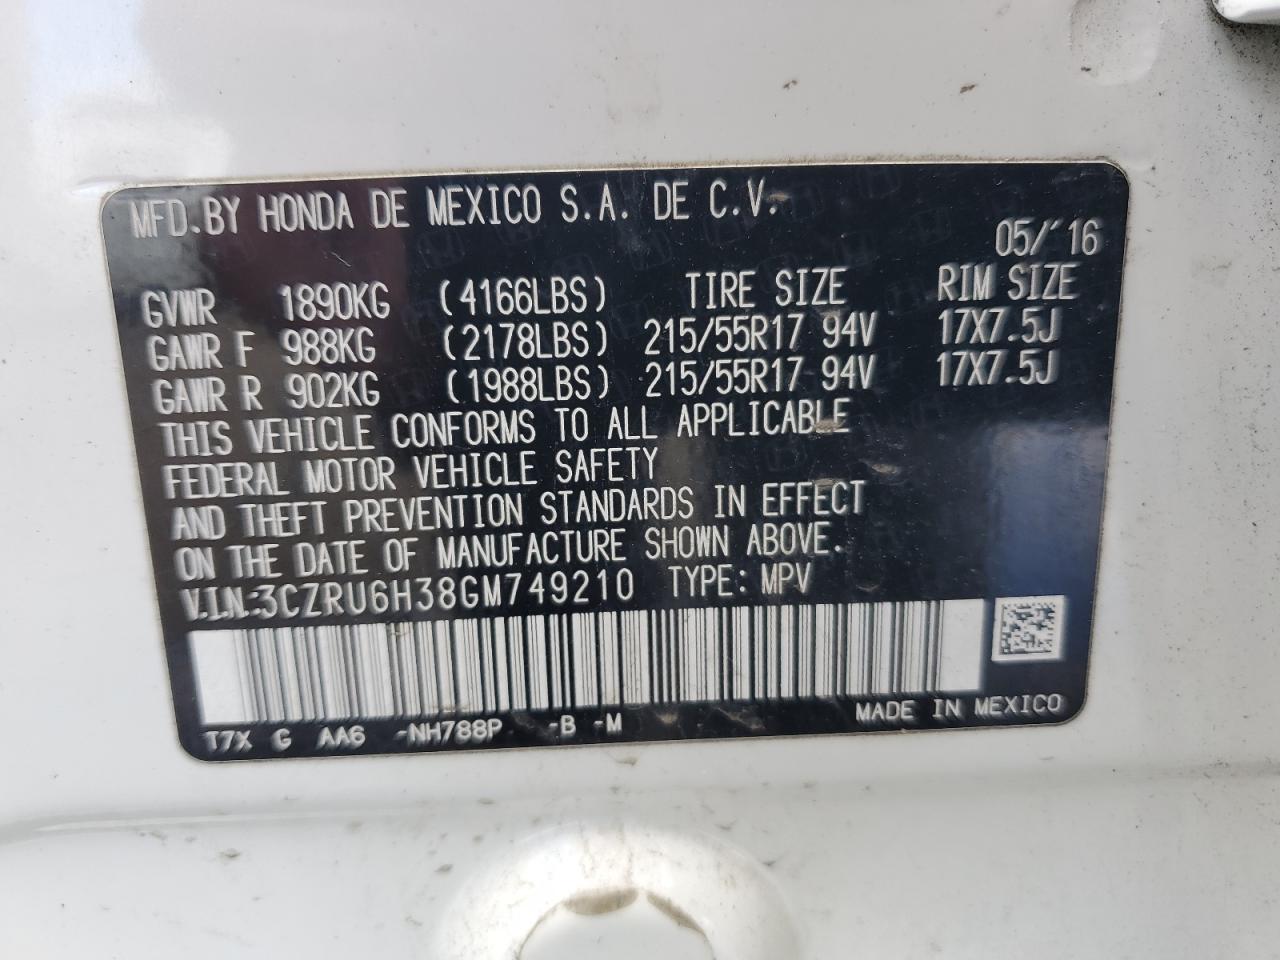 MFD.BY HONDA DE MEXICO S.A. DE C.V.
05/'16
GVWR 1890KG (4166LBS) TIRE SIZE RIM SIZE
GAWR F 988KG (2178LBS) 215/55R17 94V 17X7.5J
GAWR R 902KG (1988LBS) 215/55R17 94V 17X7.5J
THIS VEHICLE CONFORMS TO ALL APPLICABLE
FEDERAL MOTOR VEHICLE SAFETY
AND THEFT PREVENTION STANDARDS IN EFFECT
ON THE DATE OF MANUFACTURE SHOWN ABOVE.
V.I.N.:3CZRU6H38GM749210 TYPE: MPV
T7X G AA6 -NH788P -B -M MADE IN MEXICO